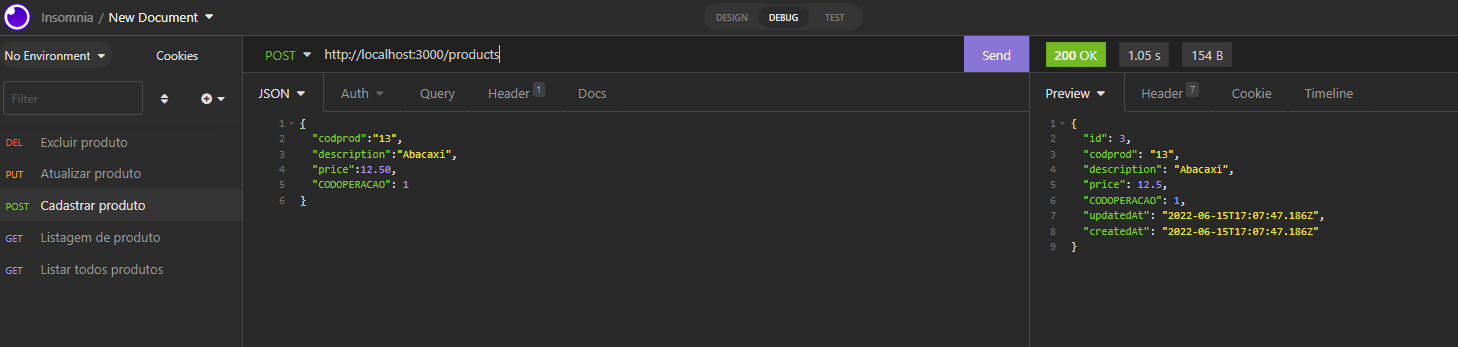 Insomnia / New Document
DESIGN DEBUG TEST
No Environment Cookies
POST http://localhost:3000/products Send
200 OK 1.05 s 154 B
Filter
JSON Auth Query Header 1 Docs
Preview Header 7 Cookie Timeline
DEL Excluir produto
PUT Atualizar produto
POST Cadastrar produto
GET Listagem de produto
GET Listar todos produtos
1 {
2 "codprod":"13",
3 "description":"Abacaxi",
4 "price":12.50,
5 "CODOPERACAO": 1
6 }
1 {
2 "id": 3,
3 "codprod": "13",
4 "description": "Abacaxi",
5 "price": 12.5,
6 "CODOPERACAO": 1,
7 "updatedAt": "2022-06-15T17:07:47.186Z",
8 "createdAt": "2022-06-15T17:07:47.186Z"
9 }